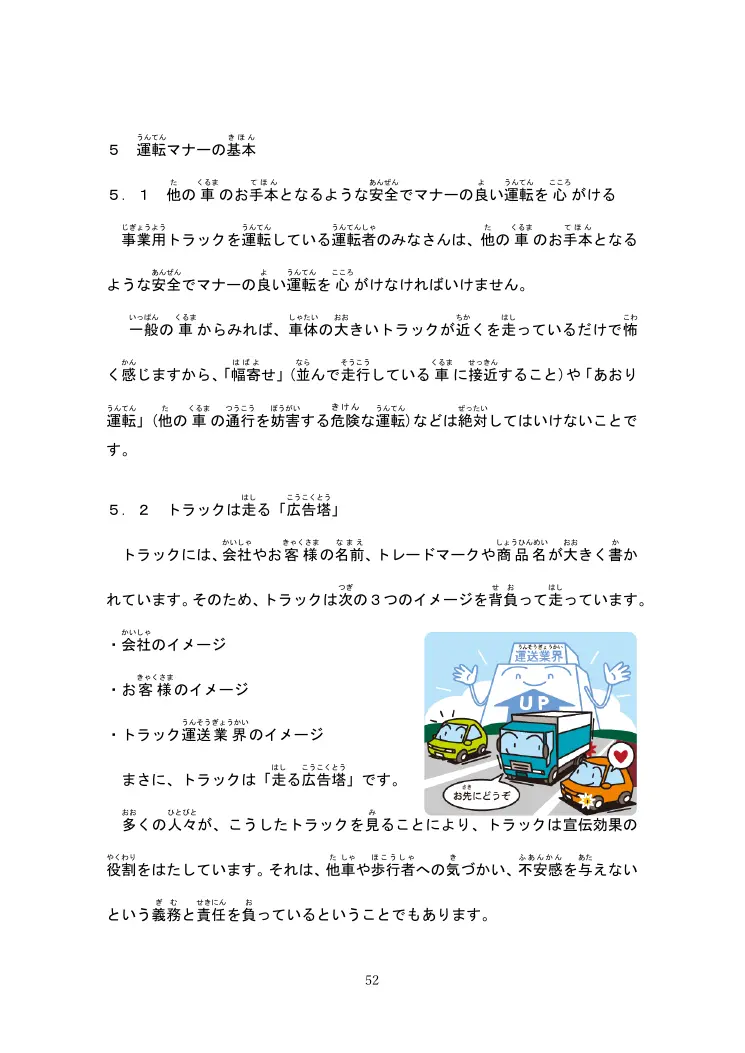 5　運転マナーの基本
5．1　他の車のお手本となるような安全でマナーの良い運転を心がける
事業用トラックを運転している運転者のみなさんは、他の車のお手本となる
ような安全でマナーの良い運転を心がけなければいけません。
一般の車からみれば、車体の大きいトラックが近くを走っているだけで怖
く感じますから、「幅寄せ」（並んで走行している車に接近すること）や「あおり
運転」（他の車の通行を妨害する危険な運転）などは絶対してはいけないことで
す。
5．2　トラックは走る「広告塔」
トラックには、会社やお客様の名前、トレードマークや商品名が大きく書か
れています。そのため、トラックは次の3つのイメージを背負って走っています。
・会社のイメージ
・お客様のイメージ
・トラック運送業界のイメージ
まさに、トラックは「走る広告塔」です。
運送業界
UP
お先にどうぞ
多くの人々が、こうしたトラックを見ることにより、トラックは宣伝効果の
役割をはたしています。それは、他車や歩行者への気づかい、不安感を与えない
という義務と責任を負っているということでもあります。
52